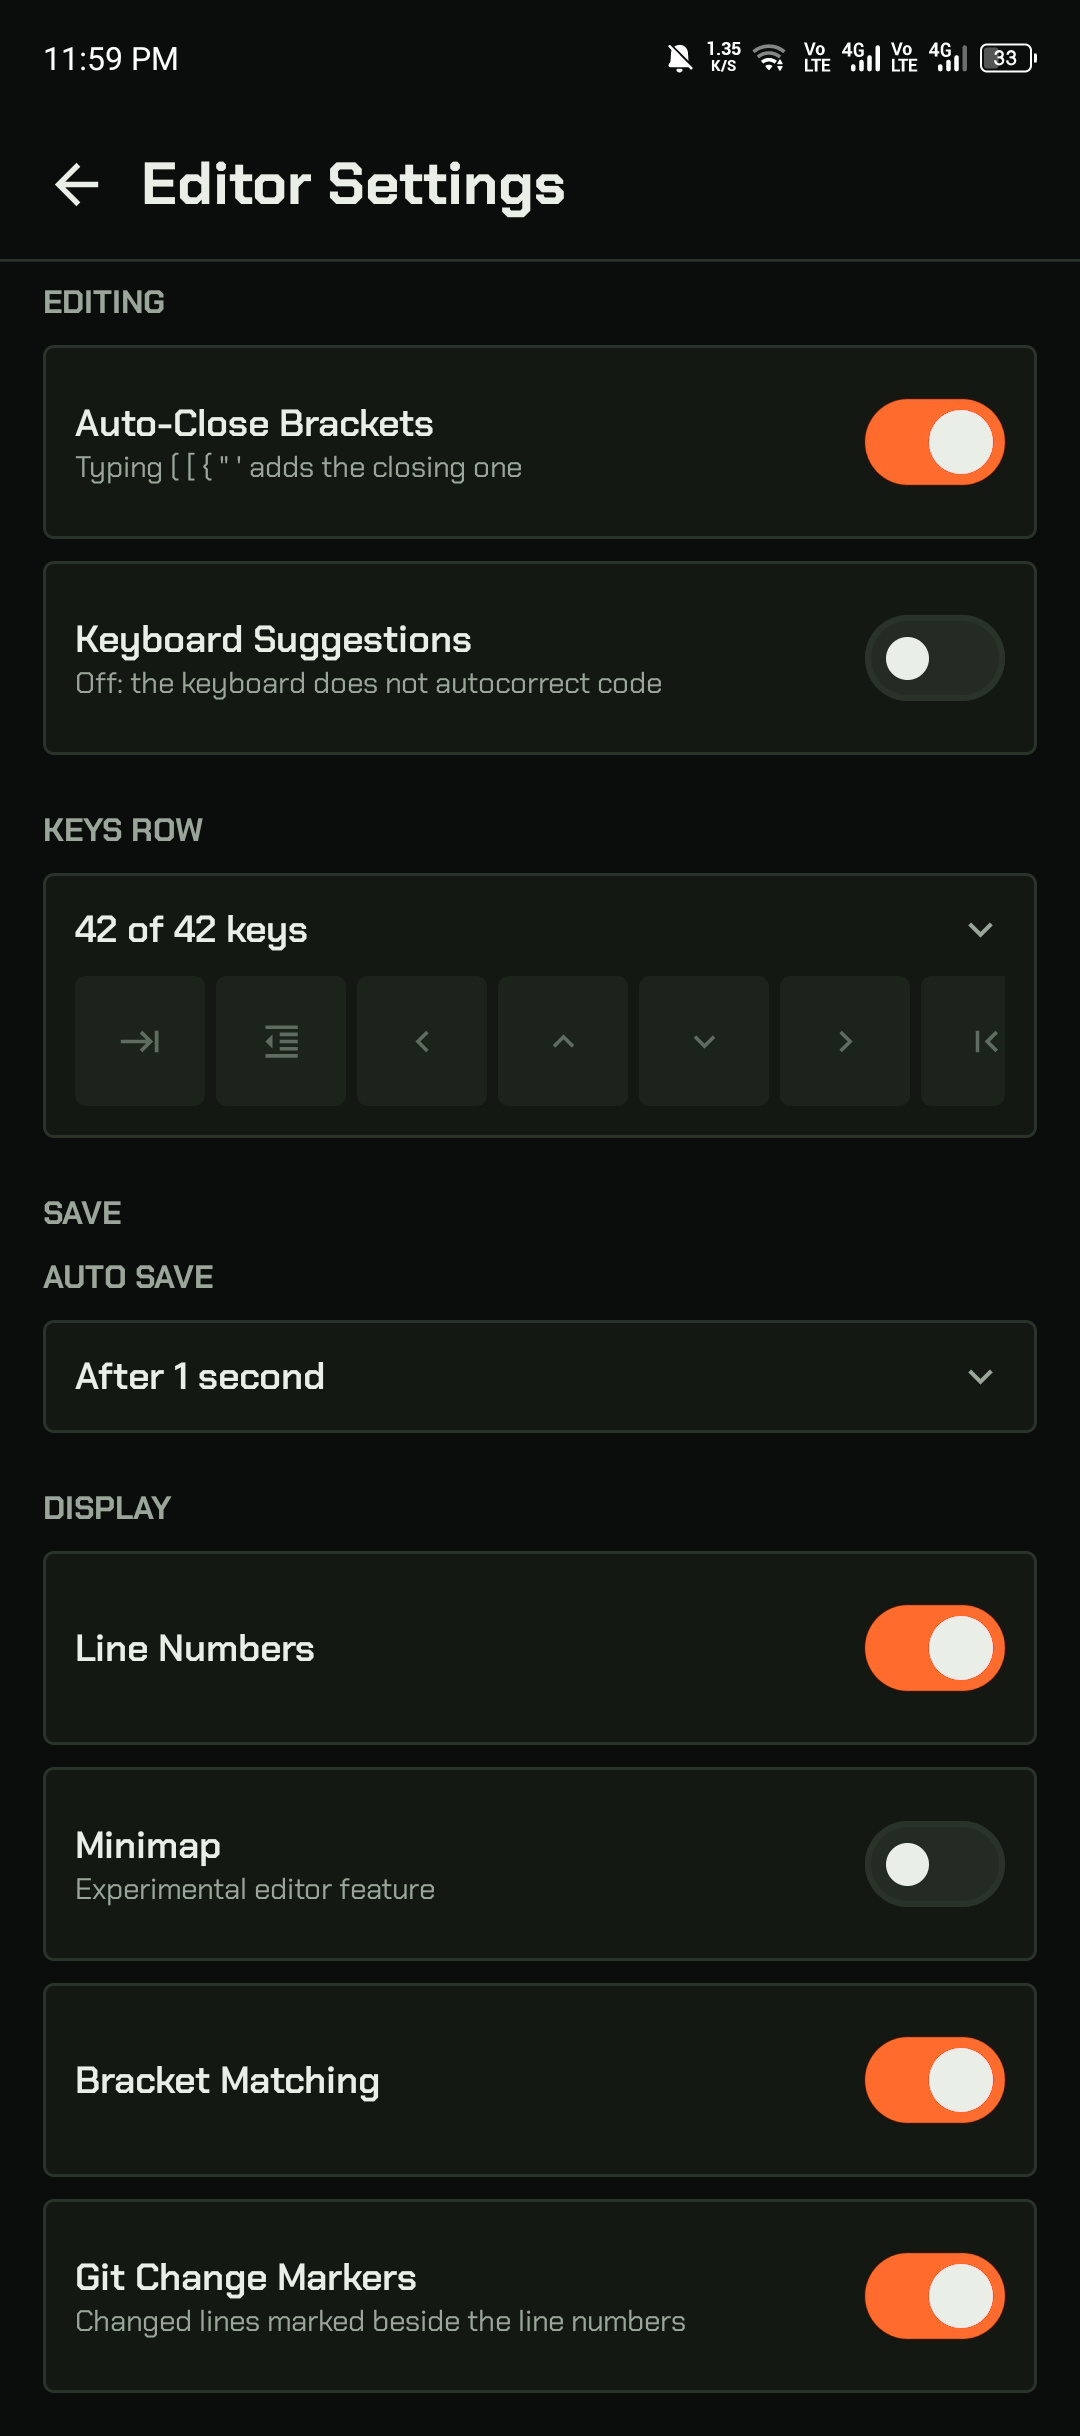 11:59 PM
1.35 K/S Vo LTE 4G Vo LTE 4G 33
Editor Settings
EDITING
Auto-Close Brackets
Typing ( [ { " ' adds the closing one
Keyboard Suggestions
Off: the keyboard does not autocorrect code
KEYS ROW
42 of 42 keys
SAVE
AUTO SAVE
After 1 second
DISPLAY
Line Numbers
Minimap
Experimental editor feature
Bracket Matching
Git Change Markers
Changed lines marked beside the line numbers